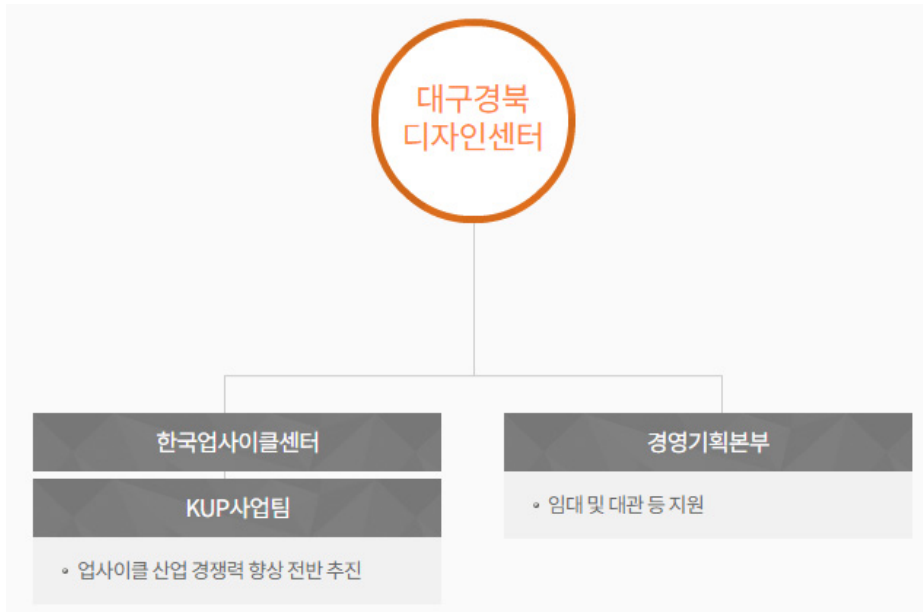 대구경북
디자인센터
한국업사이클센터
KUP사업팀
• 업사이클 산업 경쟁력 향상 전반 추진
경영기획본부
• 임대 및 대관 등 지원